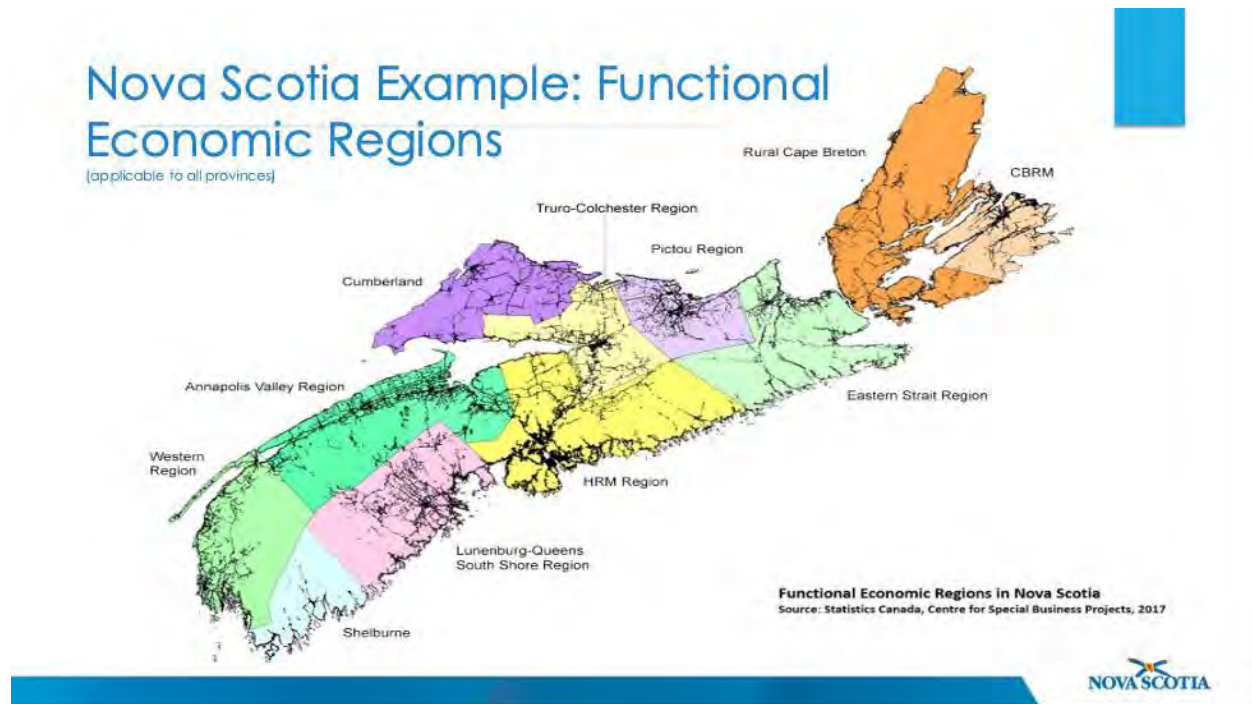 Nova Scotia Example: Functional
Economic Regions
(applicable to all provinces)
Rural Cape Breton
CBRM
Truro-Colchester Region
Pictou Region
Cumberland
Annapolis Valley Region
Eastern Strait Region
Western
Region
HRM Region
Lunenburg-Queens
South Shore Region
Shelburne
Functional Economic Regions in Nova Scotia
Source: Statistics Canada, Centre for Special Business Projects, 2017
NOVA SCOTIA